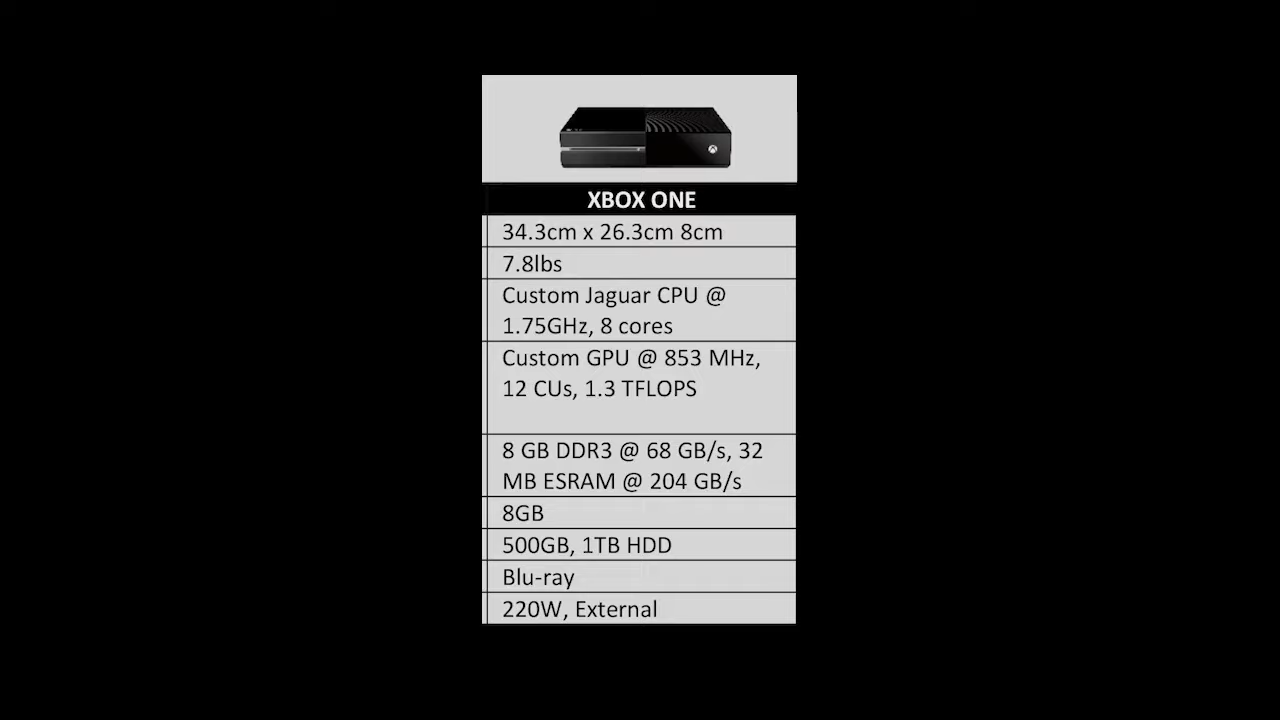 XBOX ONE
34.3cm x 26.3cm 8cm
7.8lbs
Custom Jaguar CPU @
1.75GHz, 8 cores
Custom GPU @ 853 MHz,
12 CUs, 1.3 TFLOPS
8 GB DDR3 @ 68 GB/s, 32
MB ESRAM @ 204 GB/s
8GB
500GB, 1TB HDD
Blu-ray
220W, External